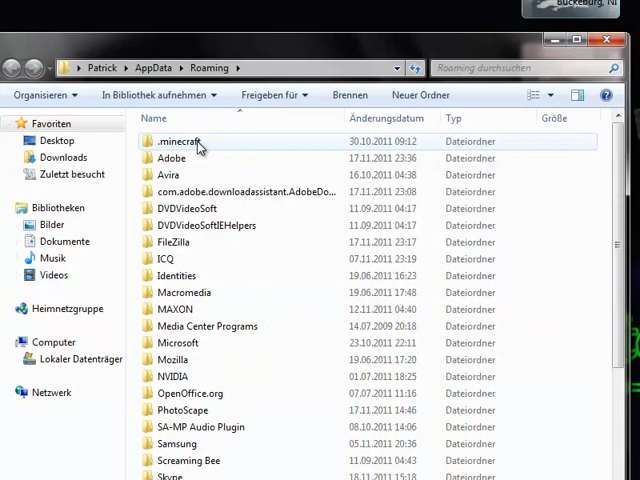 Bückeburg, NI
Patrick ▸ AppData ▸ Roaming ▸
Roaming durchsuchen
Organisieren In Bibliothek aufnehmen Freigeben für Brennen Neuer Ordner
Name Änderungsdatum Typ Größe
Favoriten
Desktop
Downloads
Zuletzt besucht
Bibliotheken
Bilder
Dokumente
Musik
Videos
Heimnetzgruppe
Computer
Lokaler Datenträger
Netzwerk
.minecraft 30.10.2011 09:12 Dateiordner
Adobe 17.11.2011 23:36 Dateiordner
Avira 16.10.2011 04:38 Dateiordner
com.adobe.downloadassistant.AdobeDo... 17.11.2011 23:08 Dateiordner
DVDVideoSoft 11.09.2011 04:17 Dateiordner
DVDVideoSoftIEHelpers 11.09.2011 04:17 Dateiordner
FileZilla 17.11.2011 23:17 Dateiordner
ICQ 07.11.2011 23:19 Dateiordner
Identities 19.06.2011 16:23 Dateiordner
Macromedia 19.06.2011 17:48 Dateiordner
MAXON 12.11.2011 04:40 Dateiordner
Media Center Programs 14.07.2009 20:18 Dateiordner
Microsoft 23.10.2011 22:11 Dateiordner
Mozilla 19.06.2011 17:20 Dateiordner
NVIDIA 01.07.2011 18:25 Dateiordner
OpenOffice.org 07.07.2011 11:16 Dateiordner
PhotoScape 17.11.2011 14:46 Dateiordner
SA-MP Audio Plugin 08.10.2011 14:06 Dateiordner
Samsung 05.11.2011 20:36 Dateiordner
Screaming Bee 11.09.2011 04:43 Dateiordner
Skype 18.11.2011 15:18 Dateiordner